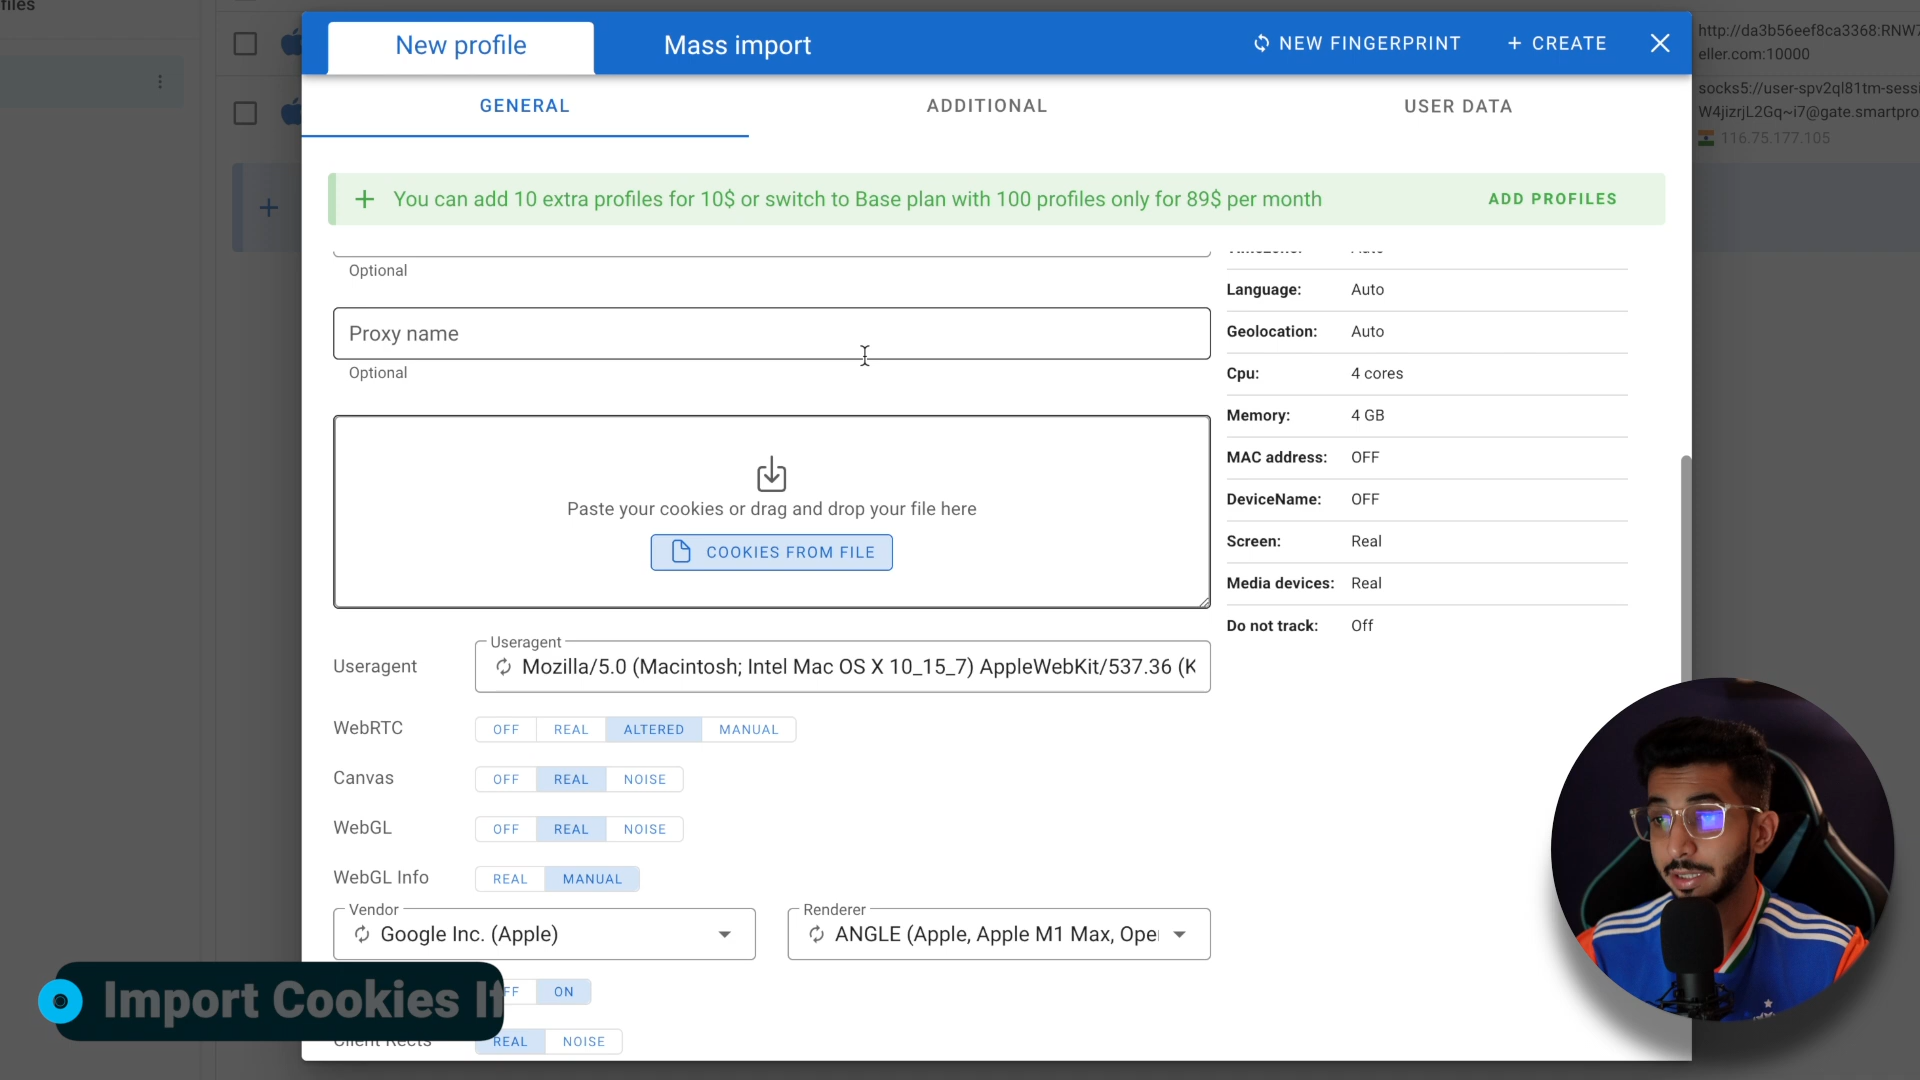 files
New profile
Mass import
NEW FINGERPRINT
+ CREATE
http://da3b56eef8ca3368:RNW7
eller.com:10000
socks5://user-spv2ql81tm-sessi
W4jizrjL2Gq~i7@gate.smartpro
116.75.177.105
GENERAL
ADDITIONAL
USER DATA
+ You can add 10 extra profiles for 10$ or switch to Base plan with 100 profiles only for 89$ per month
ADD PROFILES
Optional
Proxy name
Optional
Paste your cookies or drag and drop your file here
COOKIES FROM FILE
Auto
Language: Auto
Geolocation: Auto
Cpu: 4 cores
Memory: 4 GB
MAC address: OFF
DeviceName: OFF
Screen: Real
Media devices: Real
Do not track: Off
Useragent
Useragent
Mozilla/5.0 (Macintosh; Intel Mac OS X 10_15_7) AppleWebKit/537.36 (K
WebRTC OFF REAL ALTERED MANUAL
Canvas OFF REAL NOISE
WebGL OFF REAL NOISE
WebGL Info REAL MANUAL
Vendor
Google Inc. (Apple)
Renderer
ANGLE (Apple, Apple M1 Max, Ope
FF ON
Import Cookies I
Client Rects REAL NOISE